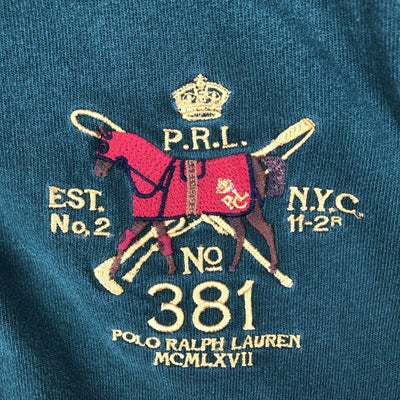 P.R.L.
EST. N.Y.C.
No. 2 11-2R
No
381
POLO RALPH LAUREN
MCMLXVII